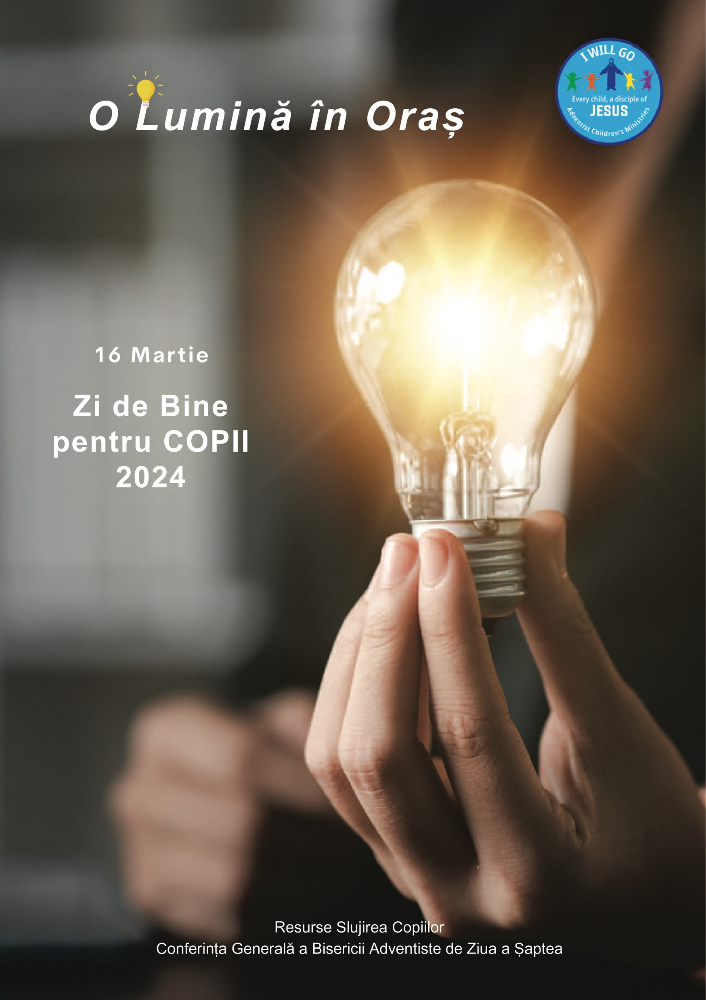 O Lumină în Oraș
I WILL GO
Every child, a disciple of
JESUS
Adventist Children's Ministries
16 Martie
Zi de Bine
pentru COPII
2024
Resurse Slujirea Copiilor
Conferința Generală a Bisericii Adventiste de Ziua a Șaptea